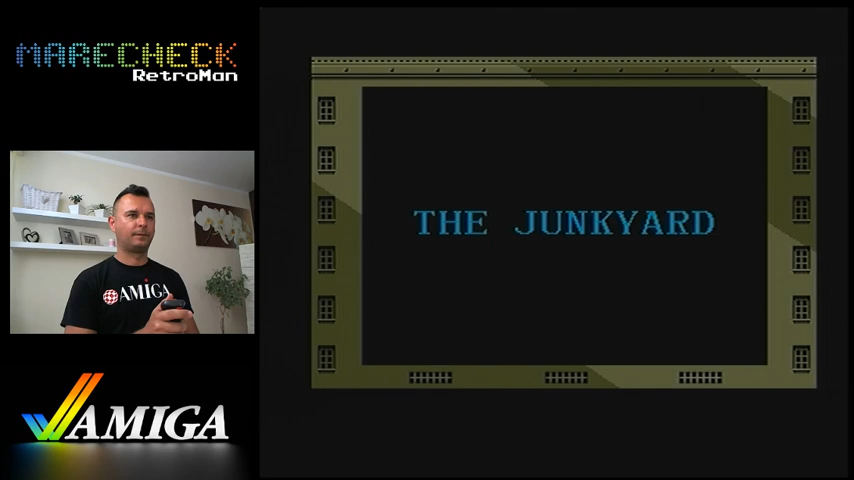 MARECHECK
RetroMan
THE JUNKYARD
AMIGA
AMIGA